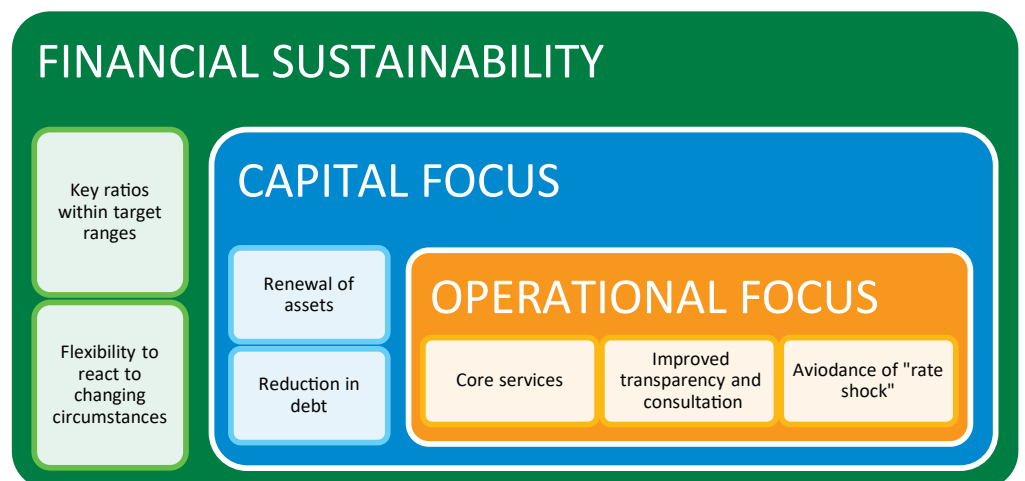 FINANCIAL SUSTAINABILITY
Key ratios
within target
ranges
Flexibility to
react to
changing
circumstances
CAPITAL FOCUS
Renewal of
assets
Reduction in
debt
OPERATIONAL FOCUS
Core services
Improved
transparency and
consultation
Aviodance of "rate
shock"